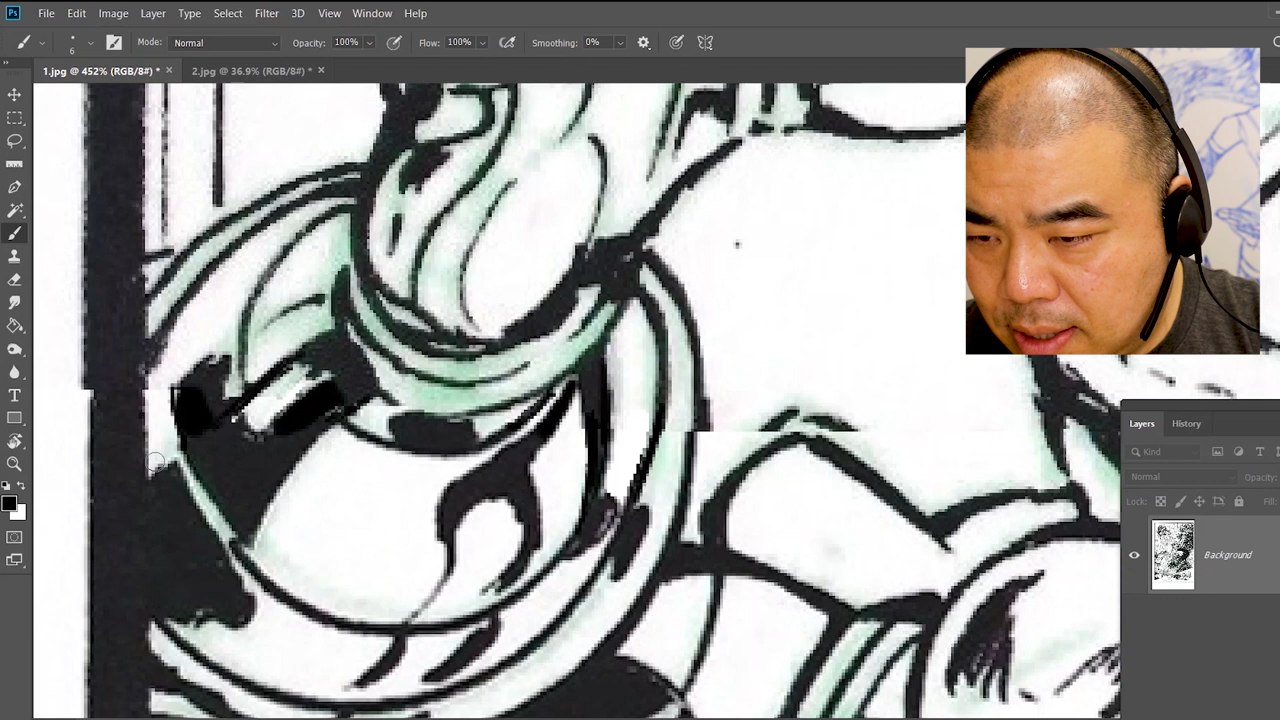 Ps File Edit Image Layer Type Select Filter 3D View Window Help
6 Mode: Normal Opacity: 100% Flow: 100% Smoothing: 0%
1.jpg @ 452% (RGB/8#) * × 2.jpg @ 36.9% (RGB/8#) * ×
Layers History
Kind
Normal Opacity:
Lock: Fill:
Background